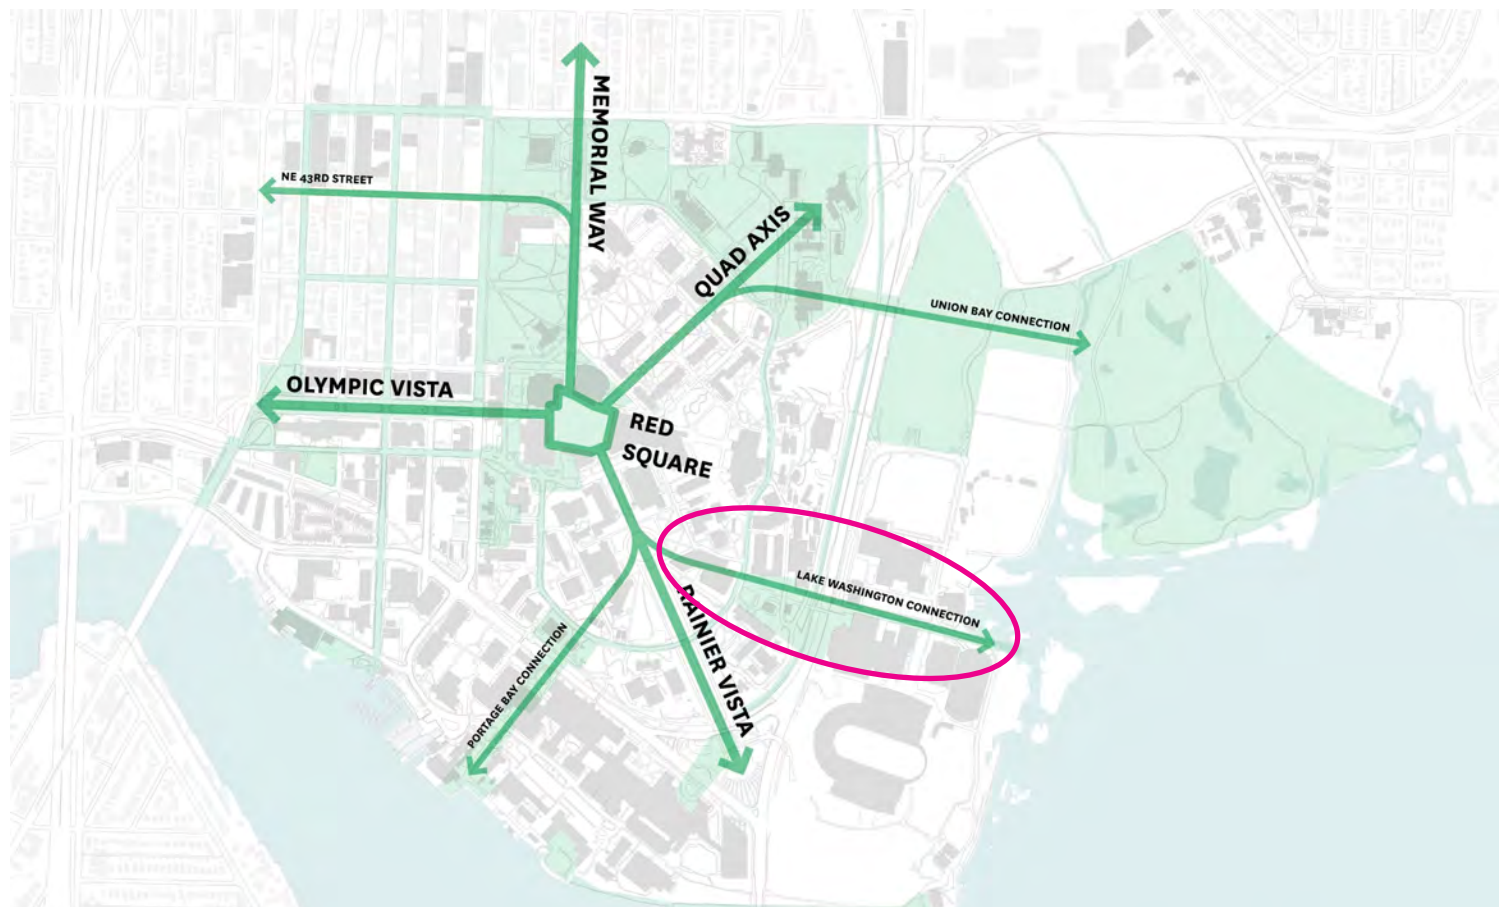 MEMORIAL WAY
NE 43RD STREET
QUAD AXIS
UNION BAY CONNECTION
OLYMPIC VISTA
RED
SQUARE
LAKE WASHINGTON CONNECTION
RAINIER VISTA
PORTAGE BAY CONNECTION